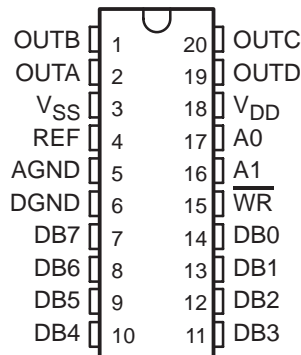 OUTB 1 20 OUTC
OUTA 2 19 OUTD
VSS 3 18 VDD
REF 4 17 A0
AGND 5 16 A1
DGND 6 15 W̅R̅
DB7 7 14 DB0
DB6 8 13 DB1
DB5 9 12 DB2
DB4 10 11 DB3